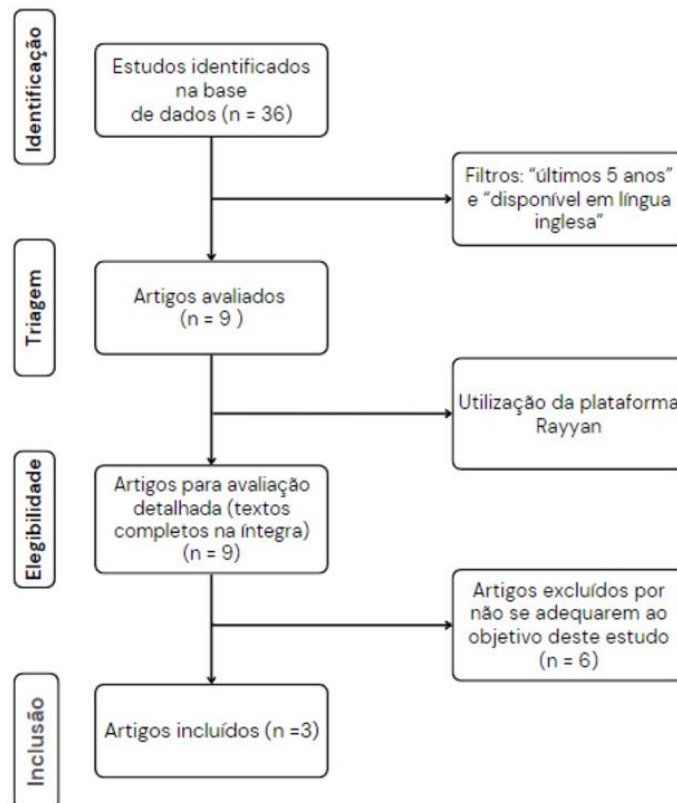 Identificação
Estudos identificados
na base
de dados (n = 36)
Filtros: “últimos 5 anos”
e “disponível em língua
inglesa”
Triagem
Artigos avaliados
(n = 9 )
Utilização da plataforma
Rayyan
Elegibilidade
Artigos para avaliação
detalhada (textos
completos na íntegra)
(n = 9)
Artigos excluídos por
não se adequarem ao
objetivo deste estudo
(n = 6)
Inclusão
Artigos incluídos (n =3)